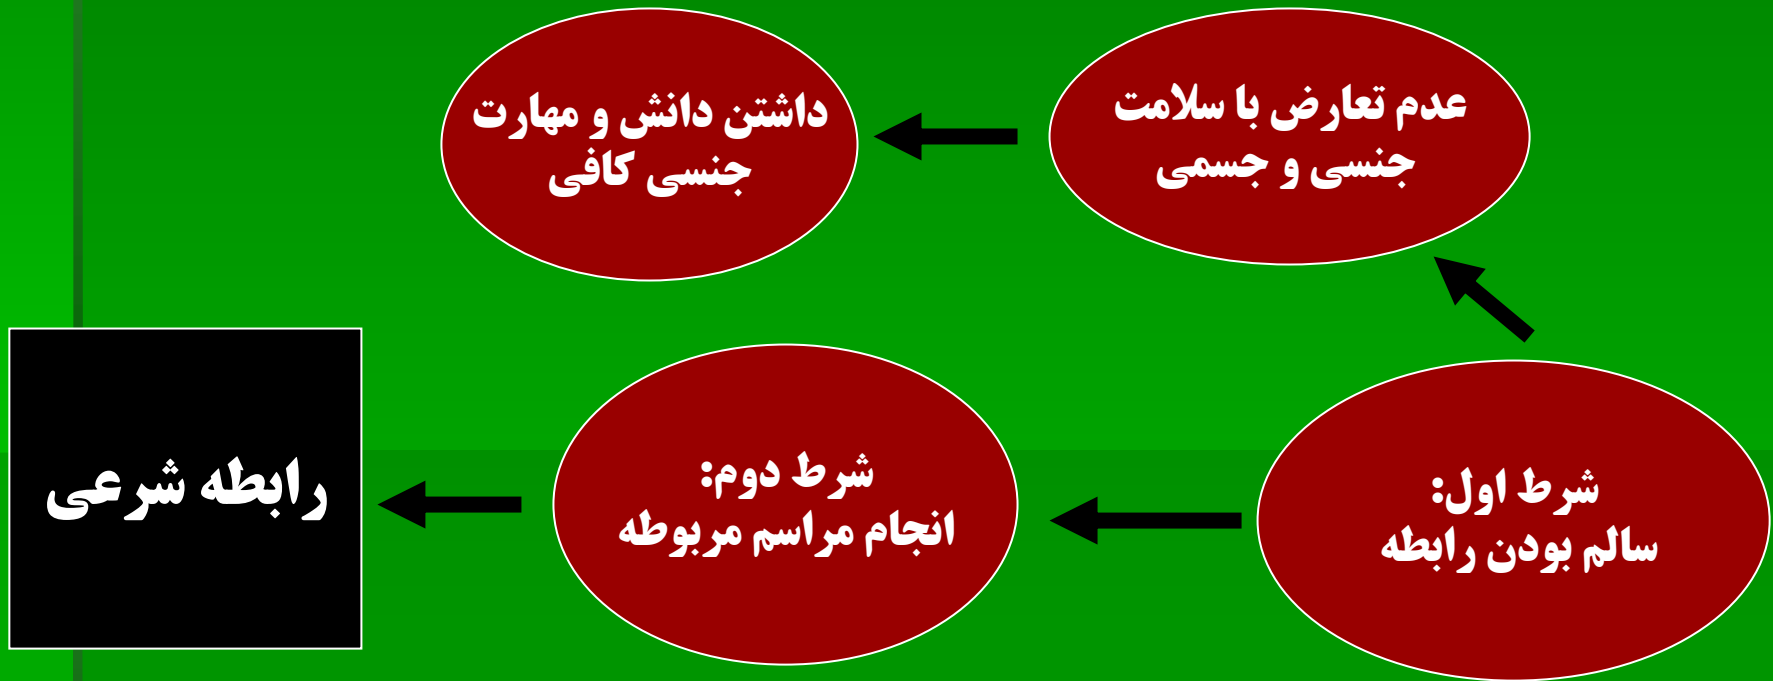 عدم تعارض با سلامت
جنسی و جسمی
داشتن دانش و مهارت
جنسی کافی
شرط اول:
سالم بودن رابطه
شرط دوم:
انجام مراسم مربوطه
رابطه شرعی